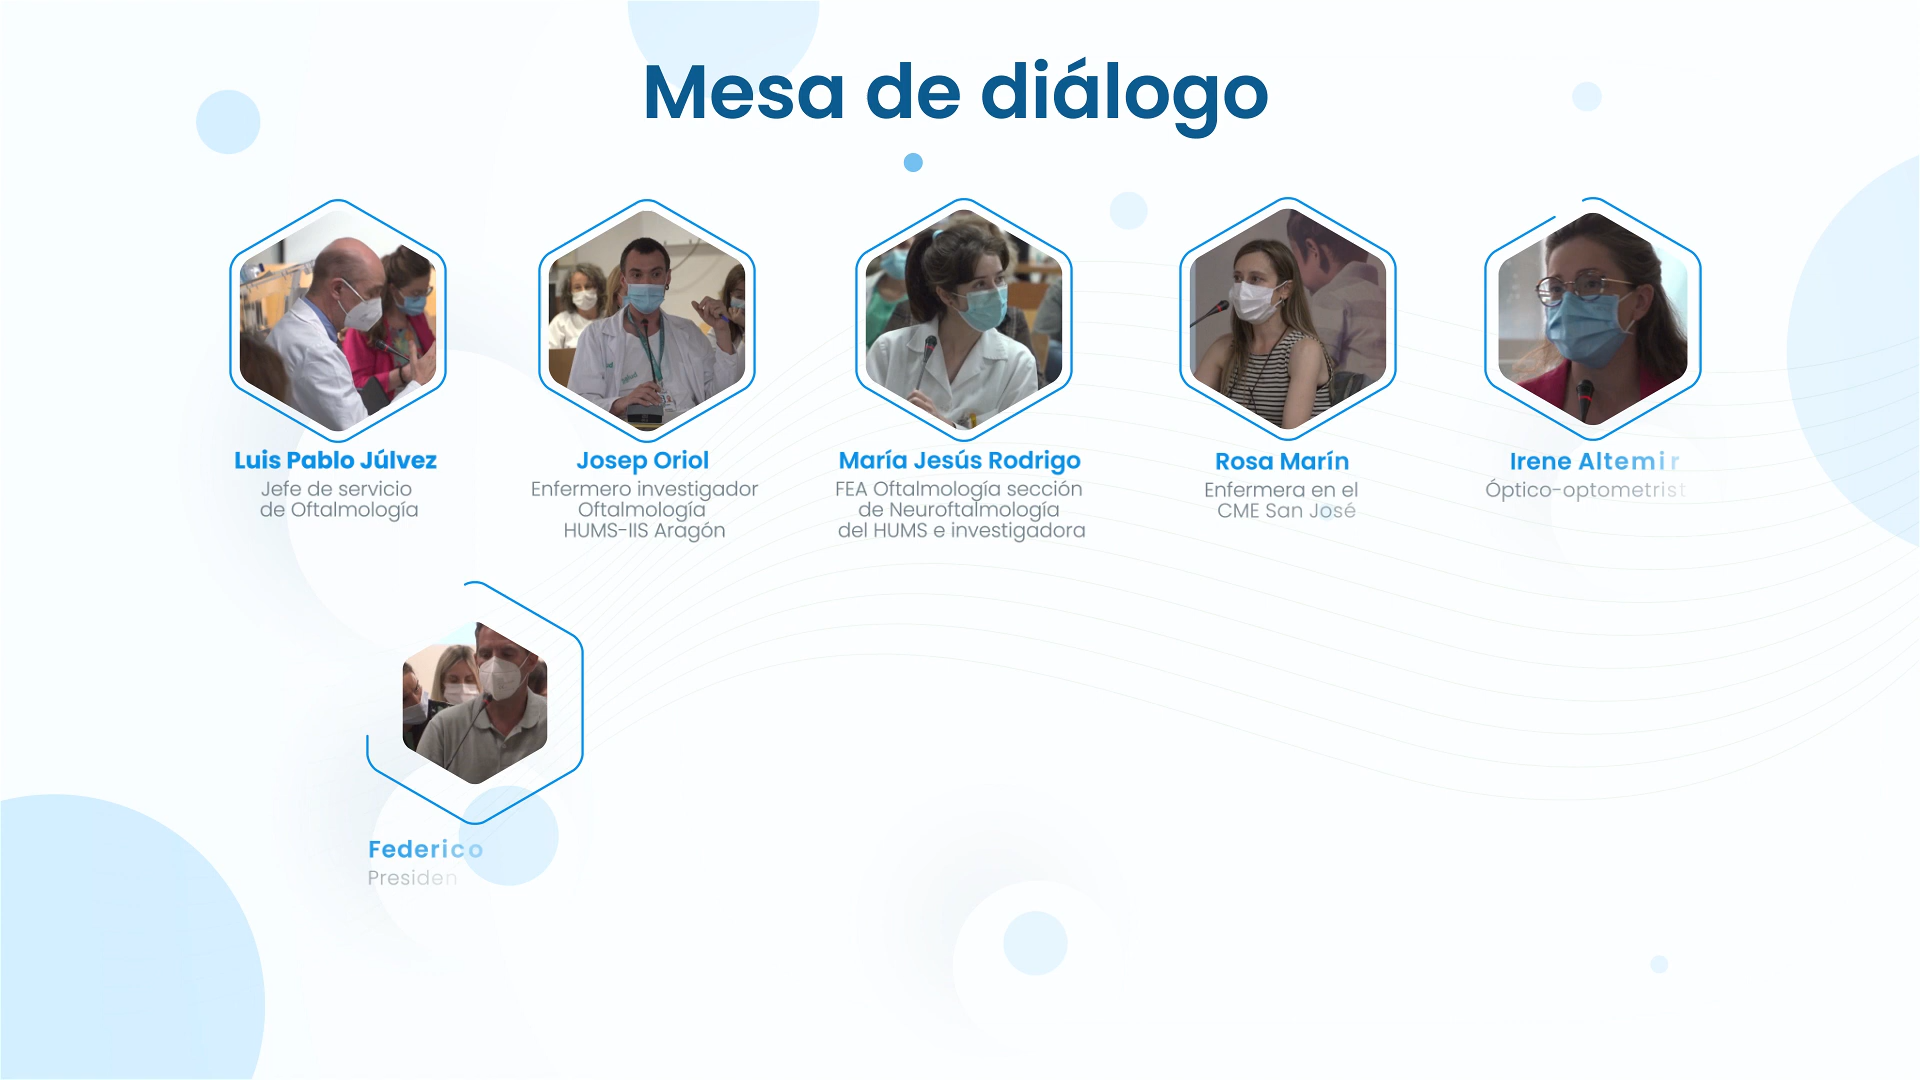 Mesa de diálogo
Luis Pablo Júlvez
Jefe de servicio
de Oftalmología
Josep Oriol
Enfermero investigador
Oftalmología
HUMS-IIS Aragón
María Jesús Rodrigo
FEA Oftalmología sección
de Neuroftalmología
del HUMS e investigadora
Rosa Marín
Enfermera en el
CME San José
Irene Altemir
Óptico-optometrist
Federico
Presiden